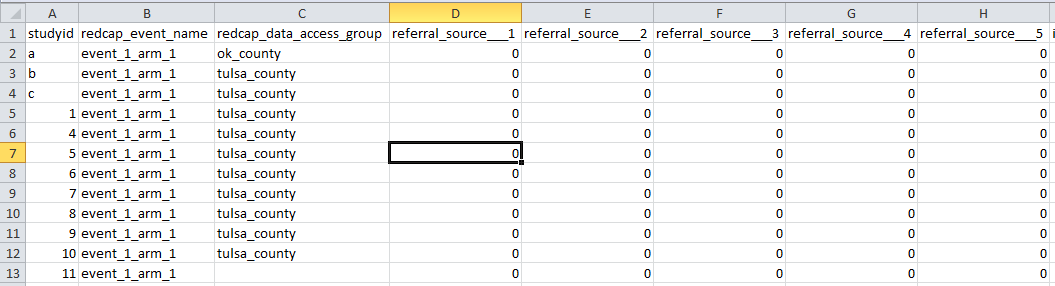 A B C D E F G H
1 studyid redcap_event_name redcap_data_access_group referral_source___1 referral_source___2 referral_source___3 referral_source___4 referral_source___5 i
2 a event_1_arm_1 ok_county 0 0 0 0 0
3 b event_1_arm_1 tulsa_county 0 0 0 0 0
4 c event_1_arm_1 tulsa_county 0 0 0 0 0
5 1 event_1_arm_1 tulsa_county 0 0 0 0 0
6 4 event_1_arm_1 tulsa_county 0 0 0 0 0
7 5 event_1_arm_1 tulsa_county 0 0 0 0 0
8 6 event_1_arm_1 tulsa_county 0 0 0 0 0
9 7 event_1_arm_1 tulsa_county 0 0 0 0 0
10 8 event_1_arm_1 tulsa_county 0 0 0 0 0
11 9 event_1_arm_1 tulsa_county 0 0 0 0 0
12 10 event_1_arm_1 tulsa_county 0 0 0 0 0
13 11 event_1_arm_1 0 0 0 0 0